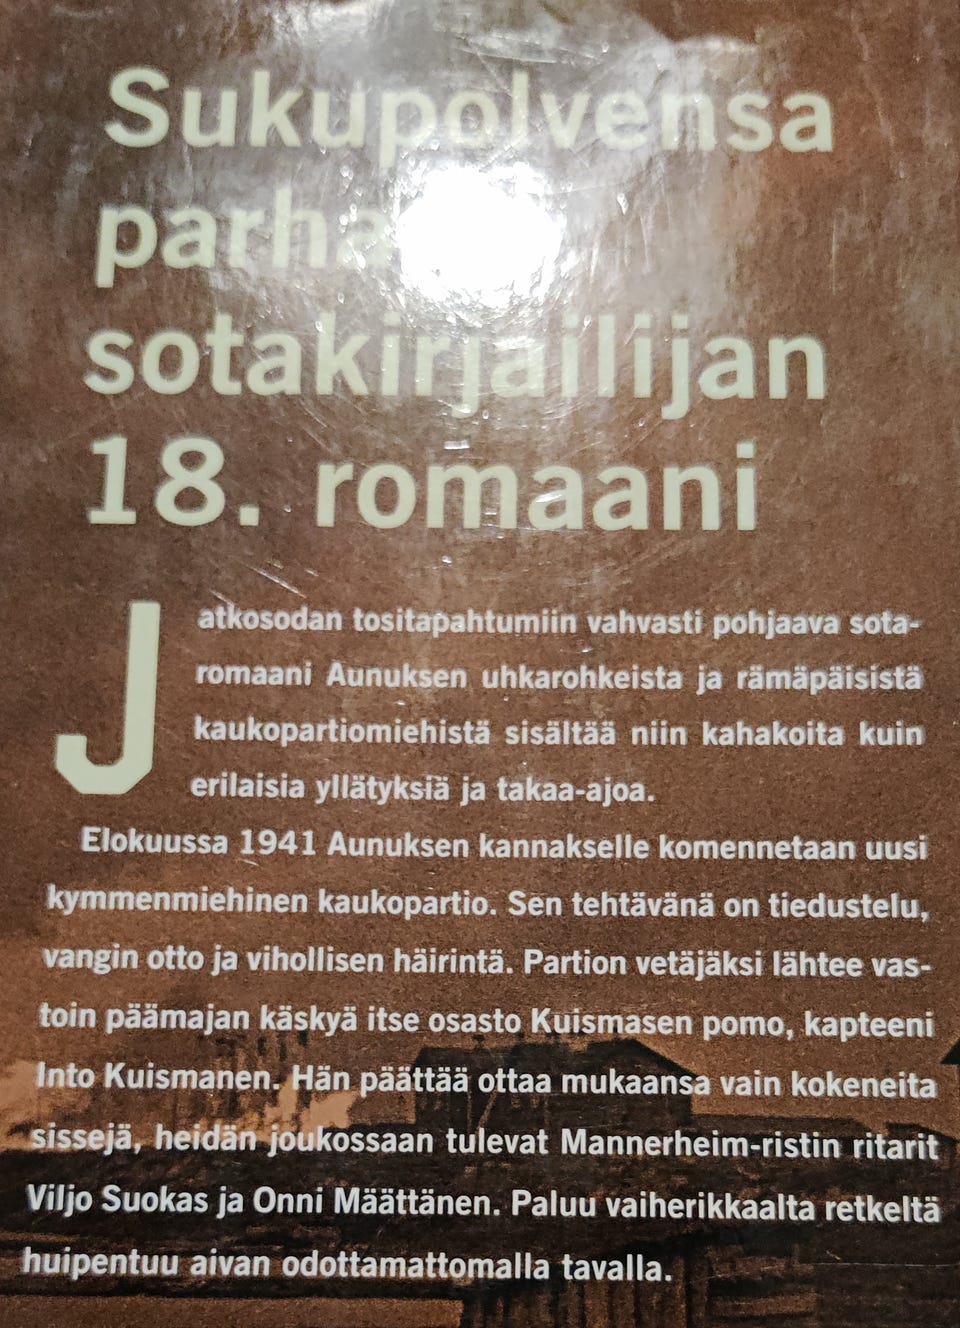 Sukupolvensa
sotakirjailijan
18. romaani
Jatkosodan tositapahtumiin vahvasti pohjaava sota-
romaani Aunuksen uhkarohkeista ja rämäpäisistä
kaukopartiomiehistä sisältää niin kahakoita kuin
erilaisia yllätyksiä ja takaa-ajoa.
Elokuussa 1941 Aunuksen kannakselle komennetaan uusi
kymmenmiehinen kaukopartio. Sen tehtävänä on tiedustelu,
vangin otto ja vihollisen häirintä. Partion vetäjäksi lähtee vas-
toin päämajan käskyä itse osasto Kuismasen pomo, kapteeni
Into Kuismanen. Hän päättää ottaa mukaansa vain kokeneita
sissejä, heidän joukossaan tulevat Mannerheim-ristin ritarit
Viljo Suokas ja Onni Määttänen. Paluu vaiherikkaalta retkeltä
huipentuu aivan odottamattomalla tavalla.